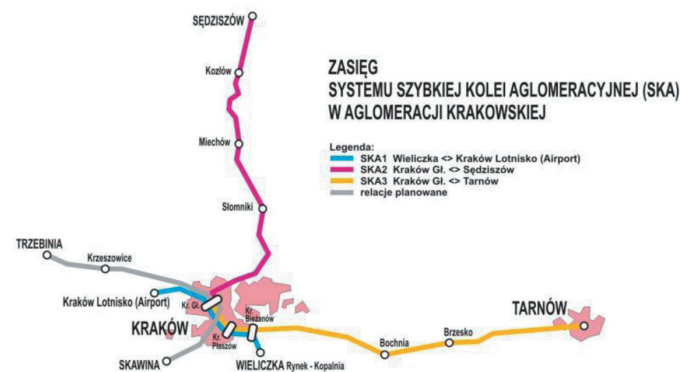 SĘDZISZÓW
Kozłów
ZASIĘG
SYSTEMU SZYBKIEJ KOLEI AGLOMERACYJNEJ (SKA)
W AGLOMERACJI KRAKOWSKIEJ
Miechów
Legenda:
SKA1 Wieliczka <> Kraków Lotnisko (Airport)
SKA2 Kraków Gł. <> Sędziszów
SKA3 Kraków Gł. <> Tarnów
relacje planowane
Słomniki
TRZEBINIA
Krzeszowice
Kraków Lotnisko (Airport)
Kr. Gł.
Kr.
Bieżanów
KRAKÓW
Kr.
Płaszów
TARNÓW
Bochnia
Brzesko
SKAWINA
WIELICZKA Rynek - Kopalnia